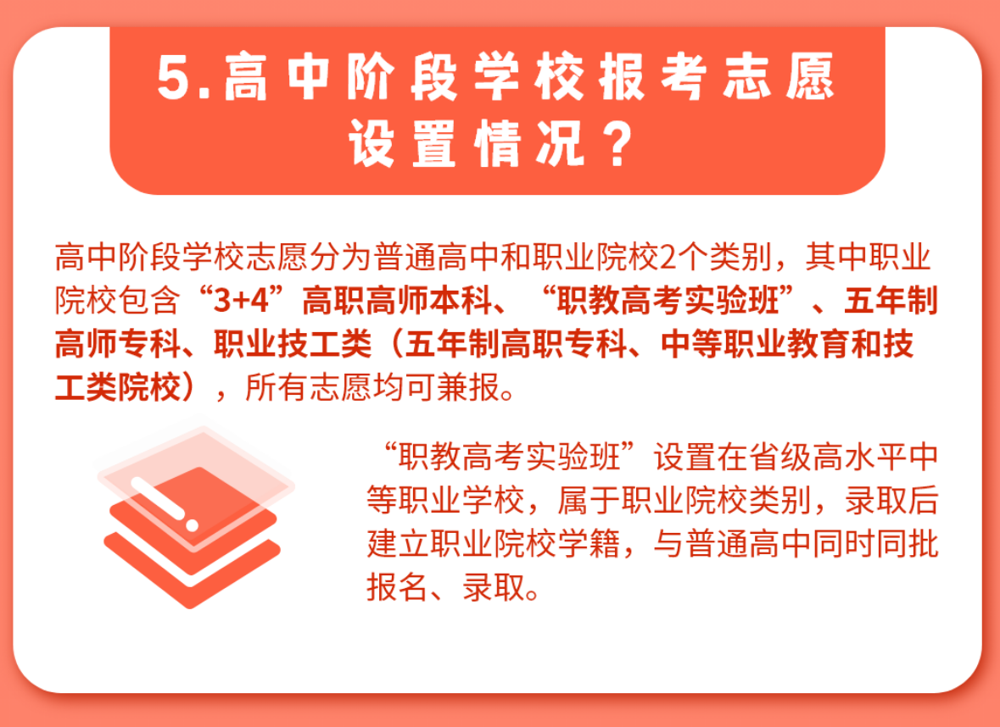 5.高中阶段学校报考志愿
设置情况？
高中阶段学校志愿分为普通高中和职业院校2个类别，其中职业
院校包含“3+4”高职高师本科、“职教高考实验班”、五年制
高师专科、职业技工类（五年制高职专科、中等职业教育和技
工类院校），所有志愿均可兼报。
“职教高考实验班”设置在省级高水平中
等职业学校，属于职业院校类别，录取后
建立职业院校学籍，与普通高中同时同批
报名、录取。